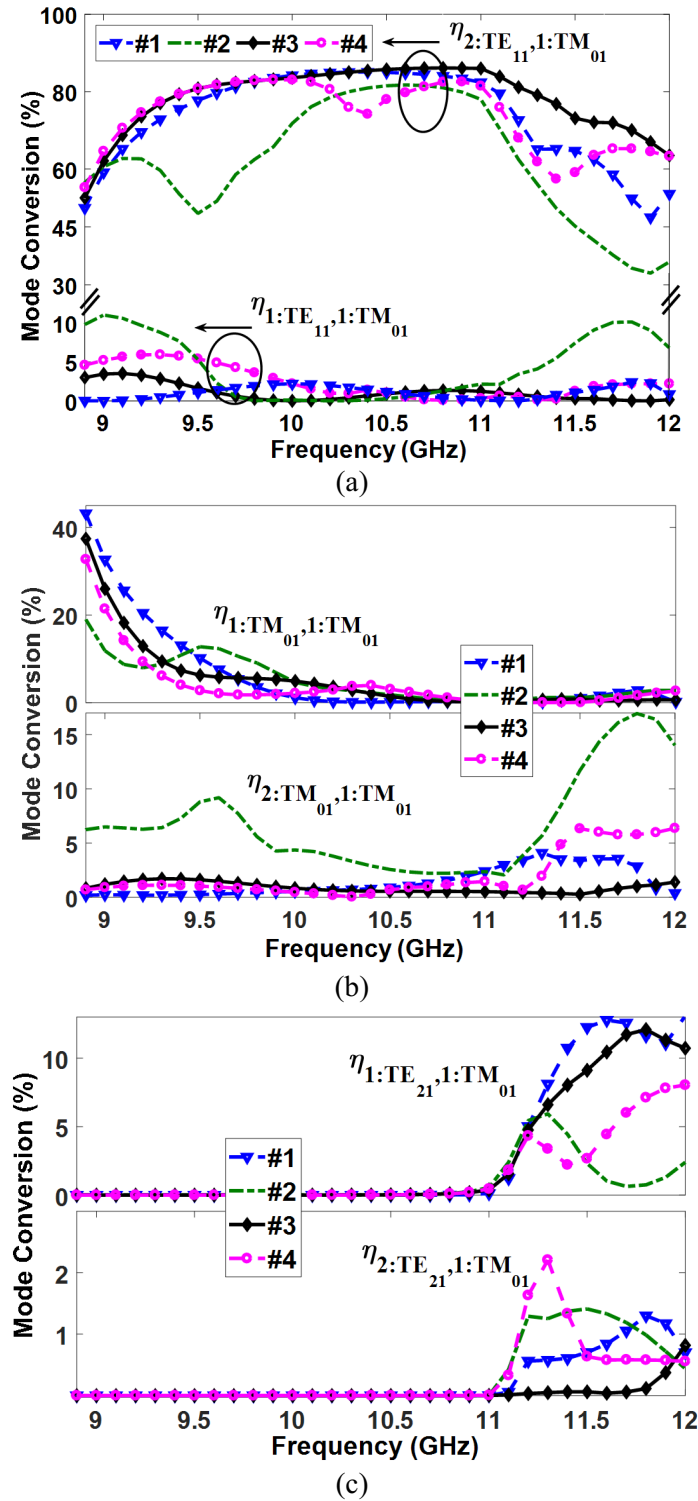 100
80
60
45
30
10
5
0
Mode Conversion (%)
#1 #2 #3 #4
η2:TE11,1:TM01
η1:TE11,1:TM01
9 9.5 10 10.5 11 11.5 12
Frequency (GHz)
(a)
40
20
0
η1:TM01,1:TM01
#1
#2
#3
#4
Mode Conversion (%)
15
10
5
0
η2:TM01,1:TM01
9 9.5 10 10.5 11 11.5 12
Frequency (GHz)
(b)
10
5
0
η1:TE21,1:TM01
#1
#2
#3
#4
Mode Conversion (%)
2
1
η2:TE21,1:TM01
9 9.5 10 10.5 11 11.5 12
Frequency (GHz)
(c)